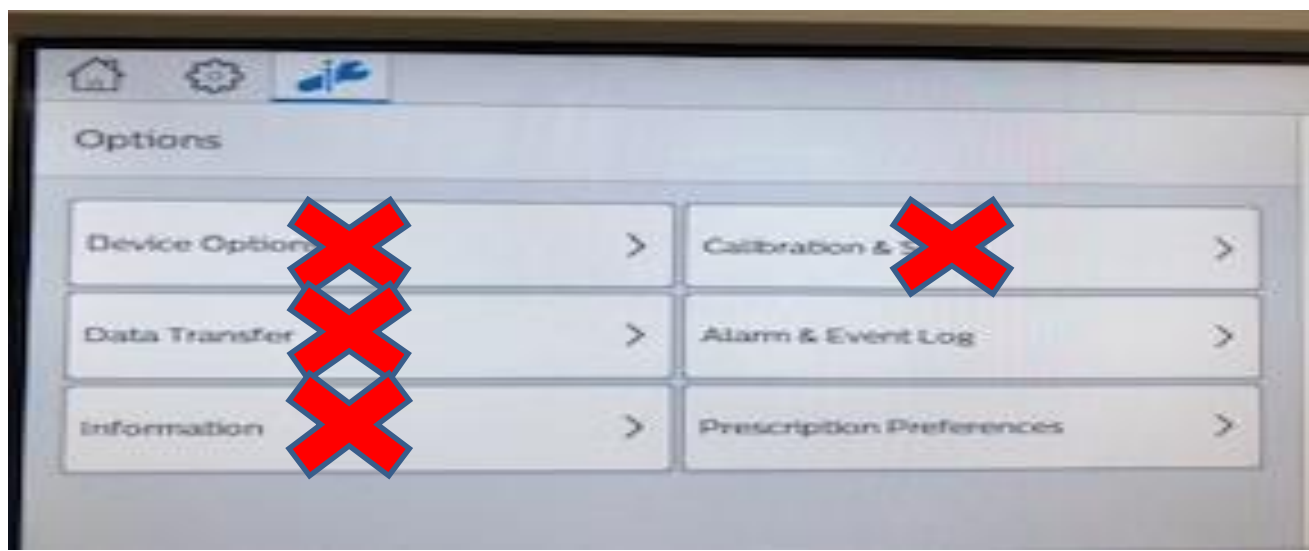 Options
Device Option
Calibration & S
Data Transfer
Alarm & Event Log
Information
Prescription Preferences